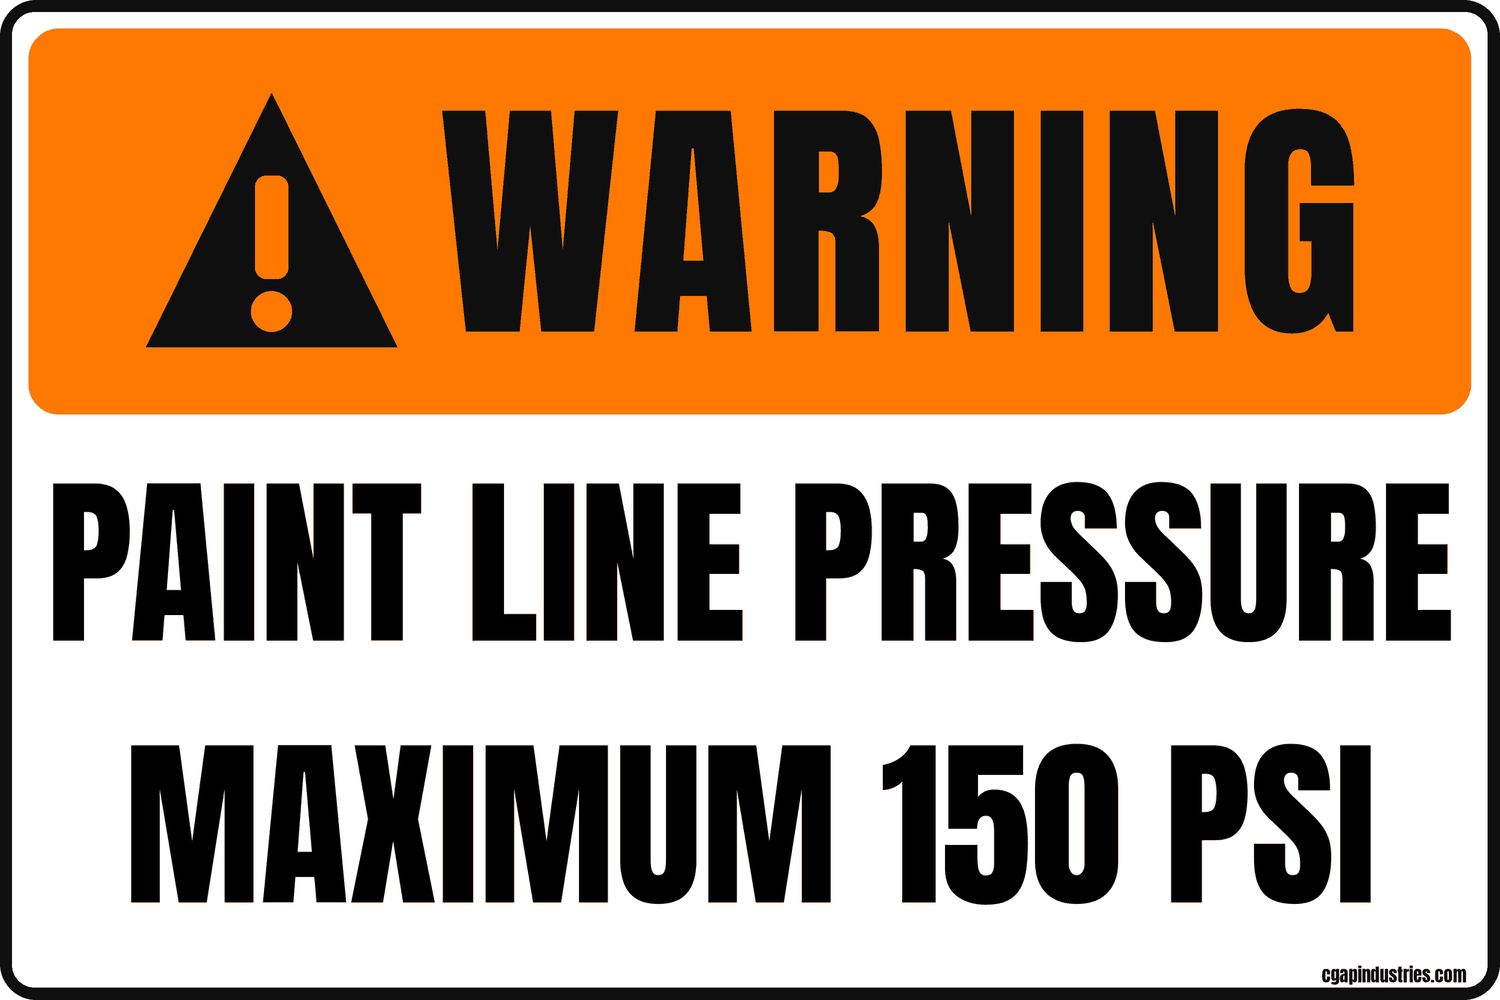 WARNING
PAINT LINE PRESSURE
MAXIMUM 150 PSI
cgapindustries.com